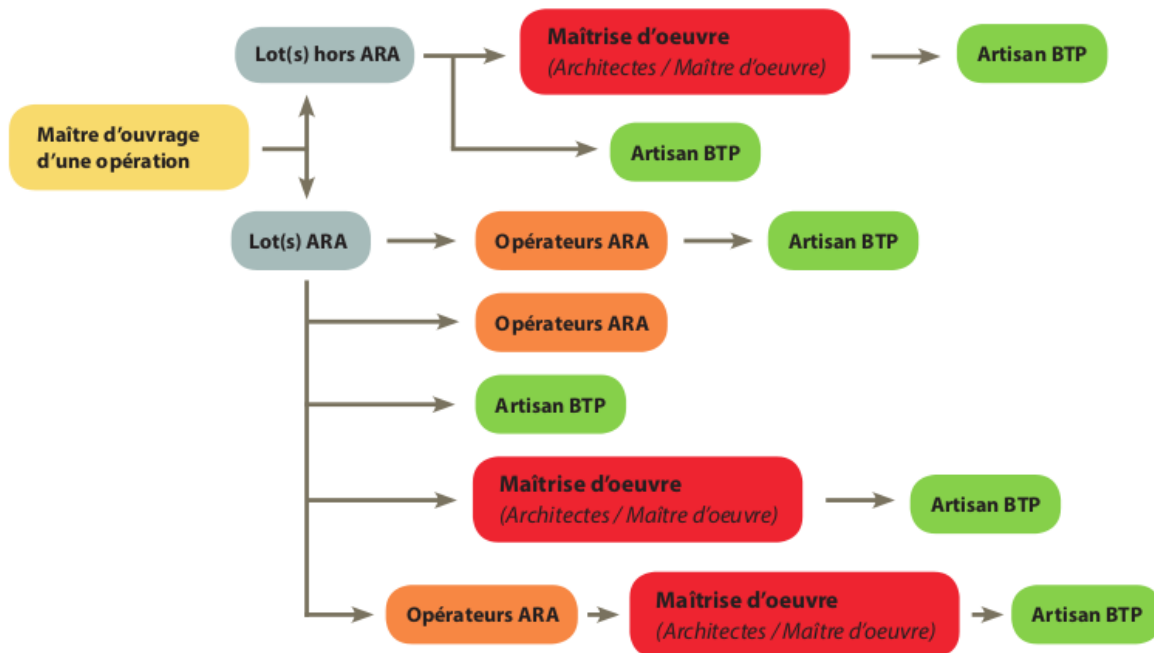 Lot(s) hors ARA
Maîtrise d'oeuvre
(Architectes / Maître d'oeuvre)
Artisan BTP
Maître d'ouvrage
d'une opération
Artisan BTP
Lot(s) ARA
Opérateurs ARA
Artisan BTP
Opérateurs ARA
Artisan BTP
Maîtrise d'oeuvre
(Architectes / Maître d'oeuvre)
Artisan BTP
Opérateurs ARA
Maîtrise d'oeuvre
(Architectes / Maître d'oeuvre)
Artisan BTP